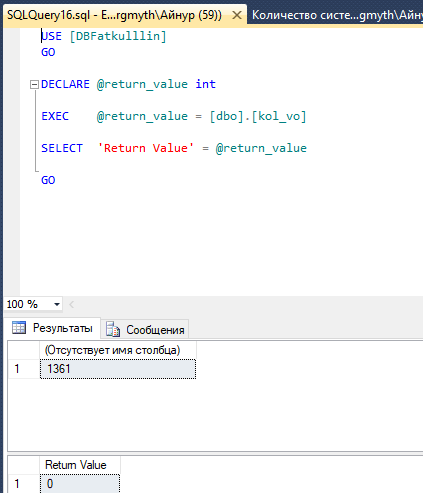 SQLQuery16.sql - E...rgmyth\Айнур (59)) × Количество систе...gmyth\Айну
USE [DBFatkulllin]
GO
DECLARE @return_value int
EXEC @return_value = [dbo].[kol_vo]
SELECT 'Return Value' = @return_value
GO
100 %
Результаты Сообщения
(Отсутствует имя столбца)
1 1361
Return Value
1 0